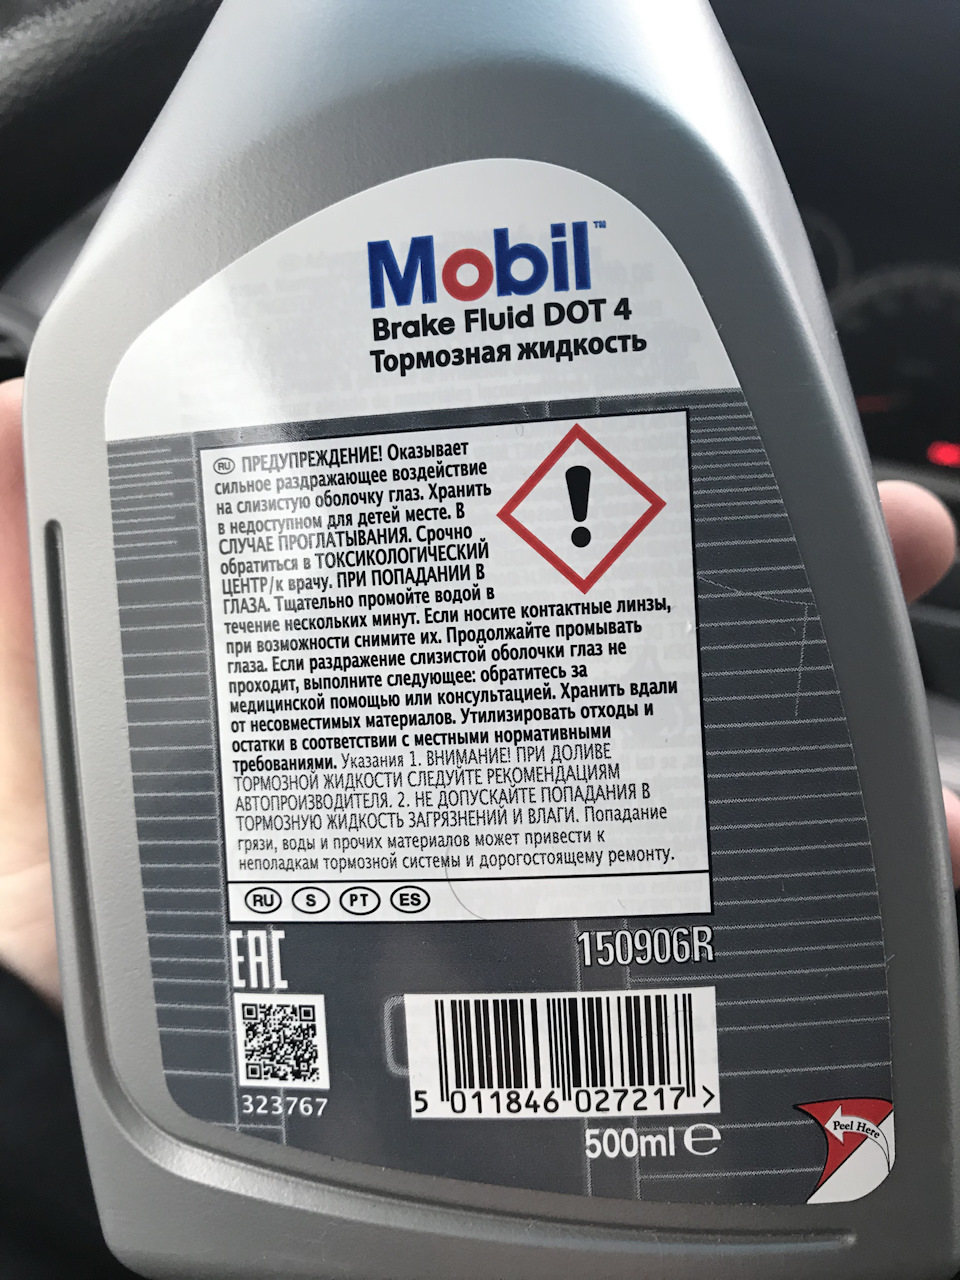 Mobil™
Brake Fluid DOT 4
Тормозная жидкость
RU ПРЕДУПРЕЖДЕНИЕ! Оказывает
сильное раздражающее воздействие
на слизистую оболочку глаз. Хранить
в недоступном для детей месте. В
СЛУЧАЕ ПРОГЛАТЫВАНИЯ. Срочно
обратиться в ТОКСИКОЛОГИЧЕСКИЙ
ЦЕНТР/к врачу. ПРИ ПОПАДАНИИ В
ГЛАЗА. Тщательно промойте водой в
течение нескольких минут. Если носите контактные линзы,
при возможности снимите их. Продолжайте промывать
глаза. Если раздражение слизистой оболочки глаз не
проходит, выполните следующее: обратитесь за
медицинской помощью или консультацией. Хранить вдали
от несовместимых материалов. Утилизировать отходы и
остатки в соответствии с местными нормативными
требованиями. Указания 1. ВНИМАНИЕ! ПРИ ДОЛИВЕ
ТОРМОЗНОЙ ЖИДКОСТИ СЛЕДУЙТЕ РЕКОМЕНДАЦИЯМ
АВТОПРОИЗВОДИТЕЛЯ. 2. НЕ ДОПУСКАЙТЕ ПОПАДАНИЯ В
ТОРМОЗНУЮ ЖИДКОСТЬ ЗАГРЯЗНЕНИЙ И ВЛАГИ. Попадание
грязи, воды и прочих материалов может привести к
неполадкам тормозной системы и дорогостоящему ремонту.
RU S PT ES
EAC 150906R
323767
5 011846 027217 >
500ml ℮
Peel Here